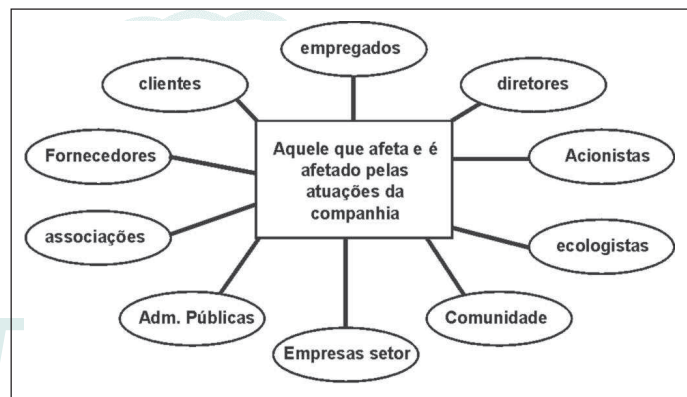 empregados
clientes
diretores
Aquele que afeta e é
afetado pelas
atuações da
companhia
Fornecedores
Acionistas
associações
ecologistas
Adm. Públicas
Comunidade
Empresas setor